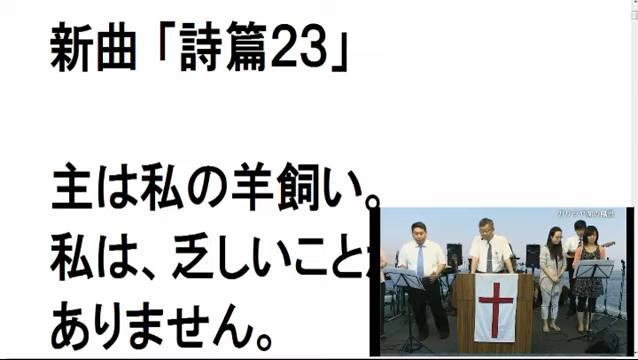 新曲「詩篇23」
主は私の羊飼い。
私は、乏しいこと
ありません。